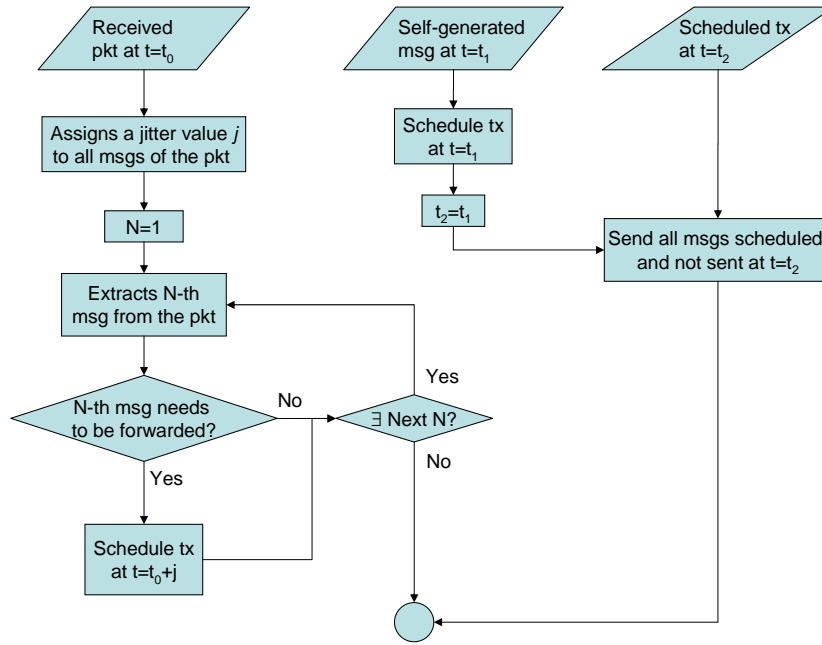 Received
pkt at t=t₀
Self-generated
msg at t=t₁
Scheduled tx
at t=t₂
Assigns a jitter value j
to all msgs of the pkt
Schedule tx
at t=t₁
N=1
t₂=t₁
Send all msgs scheduled
and not sent at t=t₂
Extracts N-th
msg from the pkt
Yes
N-th msg needs
to be forwarded?
No
∃ Next N?
Yes
No
Schedule tx
at t=t₀+j